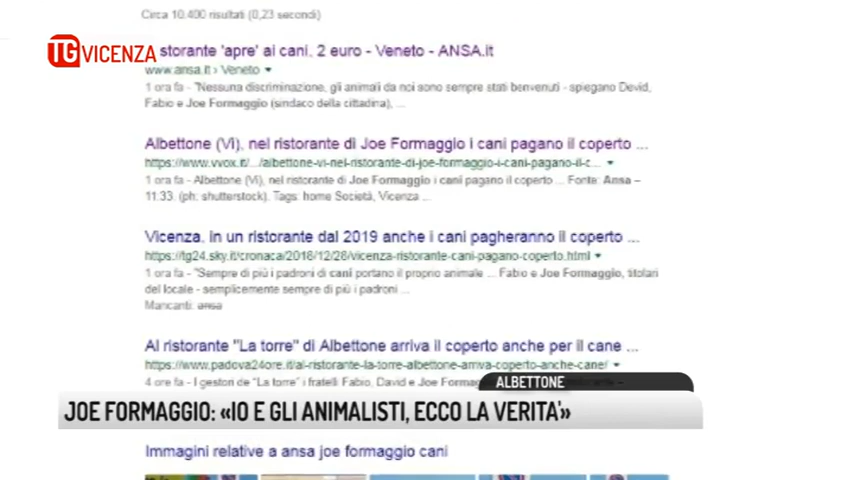 Circa 10.400 risultati (0,23 secondi)
TG VICENZA
storante 'apre' ai cani, 2 euro - Veneto - ANSA.it
www.ansa.it › Veneto
1 ora fa - "Nessuna discriminazione, gli animali da noi sono sempre stati benvenuti - spiegano David,
Fabio e Joe Formaggio (sindaco della cittadina), ...
Albettone (Vi), nel ristorante di Joe Formaggio i cani pagano il coperto ...
https://www.vvox.it/.../albettone-vi-nel-ristorante-di-joe-formaggio-i-cani-pagano-il-c...
1 ora fa - Albettone (Vi), nel ristorante di Joe Formaggio i cani pagano il coperto ... Fonte: Ansa –
11.33. (ph: shutterstock). Tags: home Società, Vicenza ...
Vicenza, in un ristorante dal 2019 anche i cani pagheranno il coperto ...
https://tg24.sky.it/cronaca/2018/12/28/vicenza-ristorante-cani-pagano-coperto.html
1 ora fa - "Sempre di più i padroni di cani portano il proprio animale ... Fabio e Joe Formaggio, titolari
del locale - semplicemente sempre di più i padroni ...
Mancanti: ansa
Al ristorante "La torre" di Albettone arriva il coperto anche per il cane ...
https://www.padova24ore.it/al-ristorante-la-torre-albettone-arriva-coperto-anche-cane/
4 ore fa - I gestori de "La torre" i fratelli Fabio, David e Joe Formag
ALBETTONE
JOE FORMAGGIO: «IO E GLI ANIMALISTI, ECCO LA VERITA'»
Immagini relative a ansa joe formaggio cani